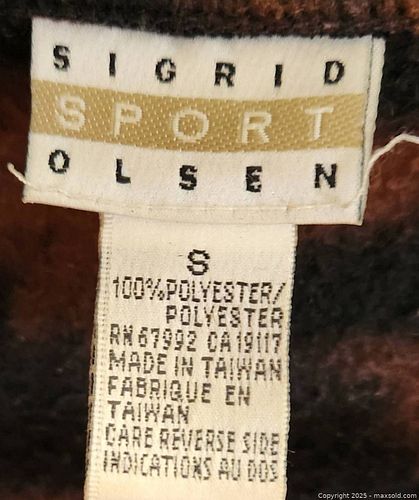 SIGRID
SPORT
OLSEN
S
100%POLYESTER/
POLYESTER
RN 67992 CA 19117
MADE IN TAIWAN
FABRIQUE EN
TAIWAN
CARE REVERSE SIDE
INDICATIONS AU DOS
Copyright 2025 - maxsold.com